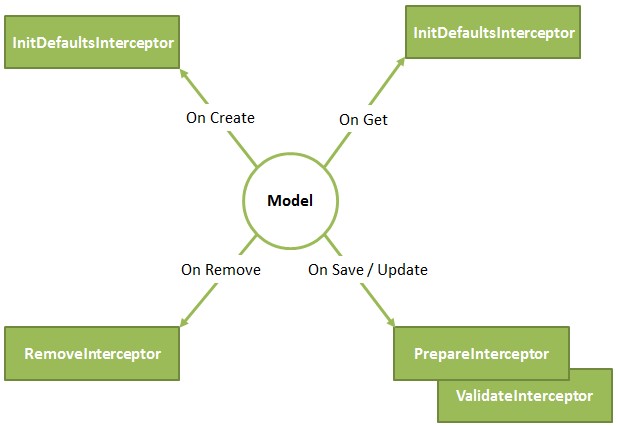 InitDefaultsInterceptor
InitDefaultsInterceptor
On Create
On Get
Model
On Remove
On Save / Update
RemoveInterceptor
PrepareInterceptor
ValidateInterceptor